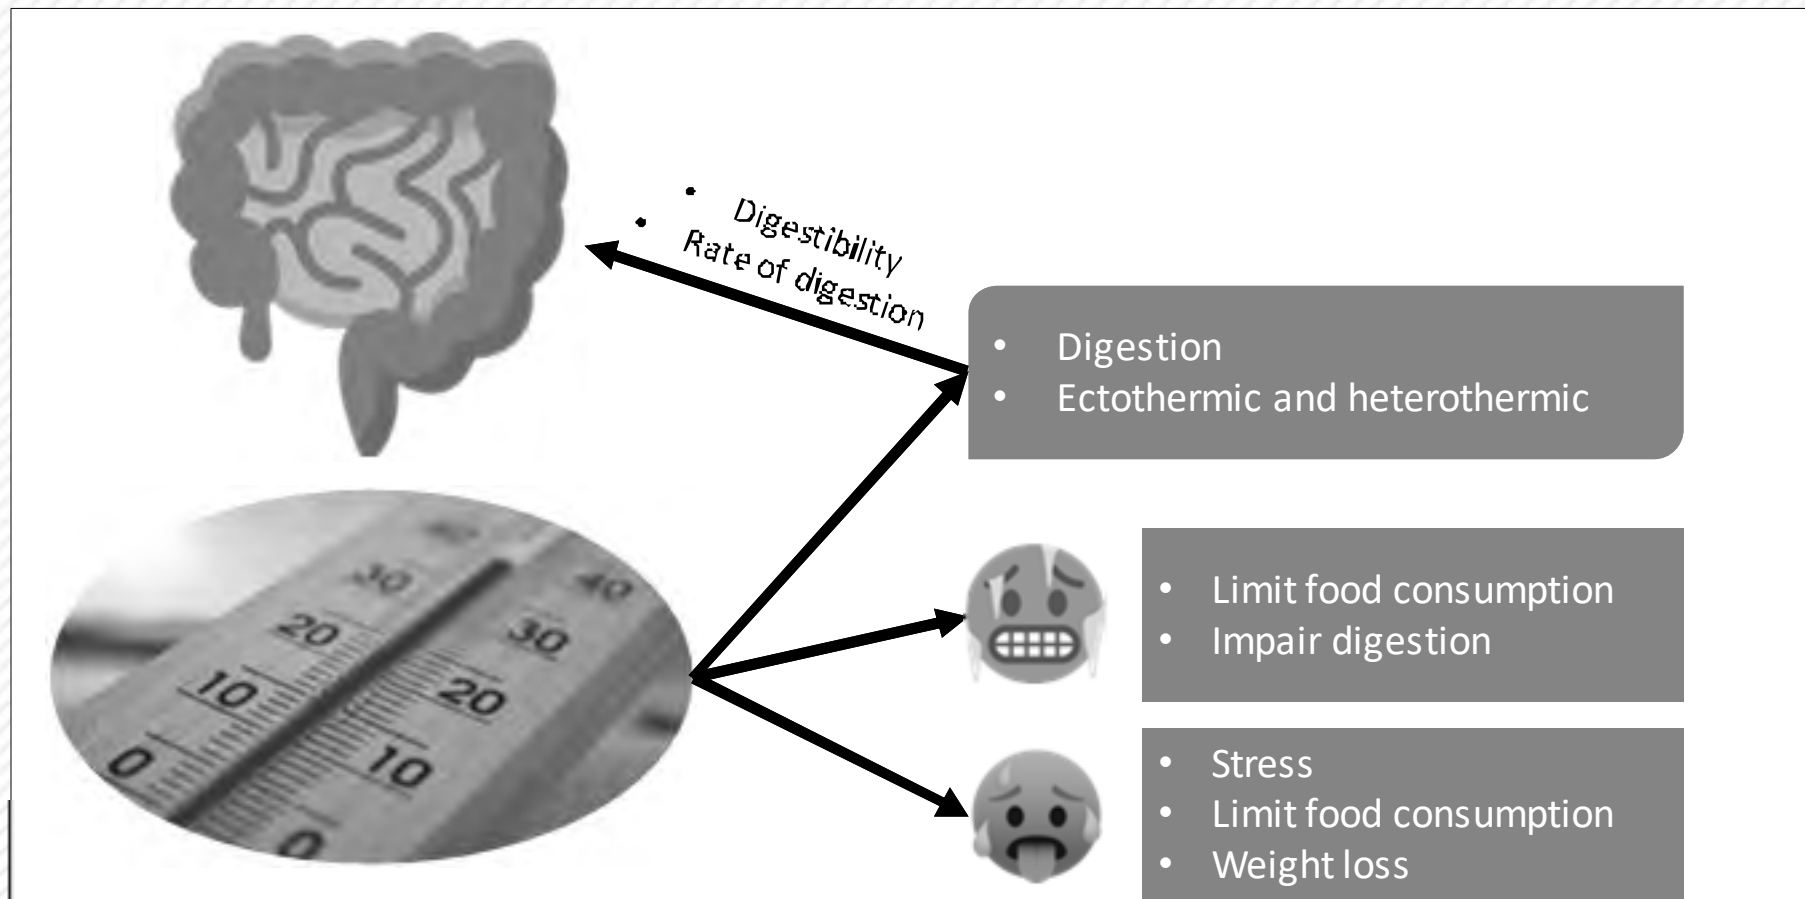 • Digestibility
• Rate of digestion
• Digestion
• Ectothermic and heterothermic
40
30
40
20
30
10
20
0
10
0
• Limit food consumption
• Impair digestion
• Stress
• Limit food consumption
• Weight loss